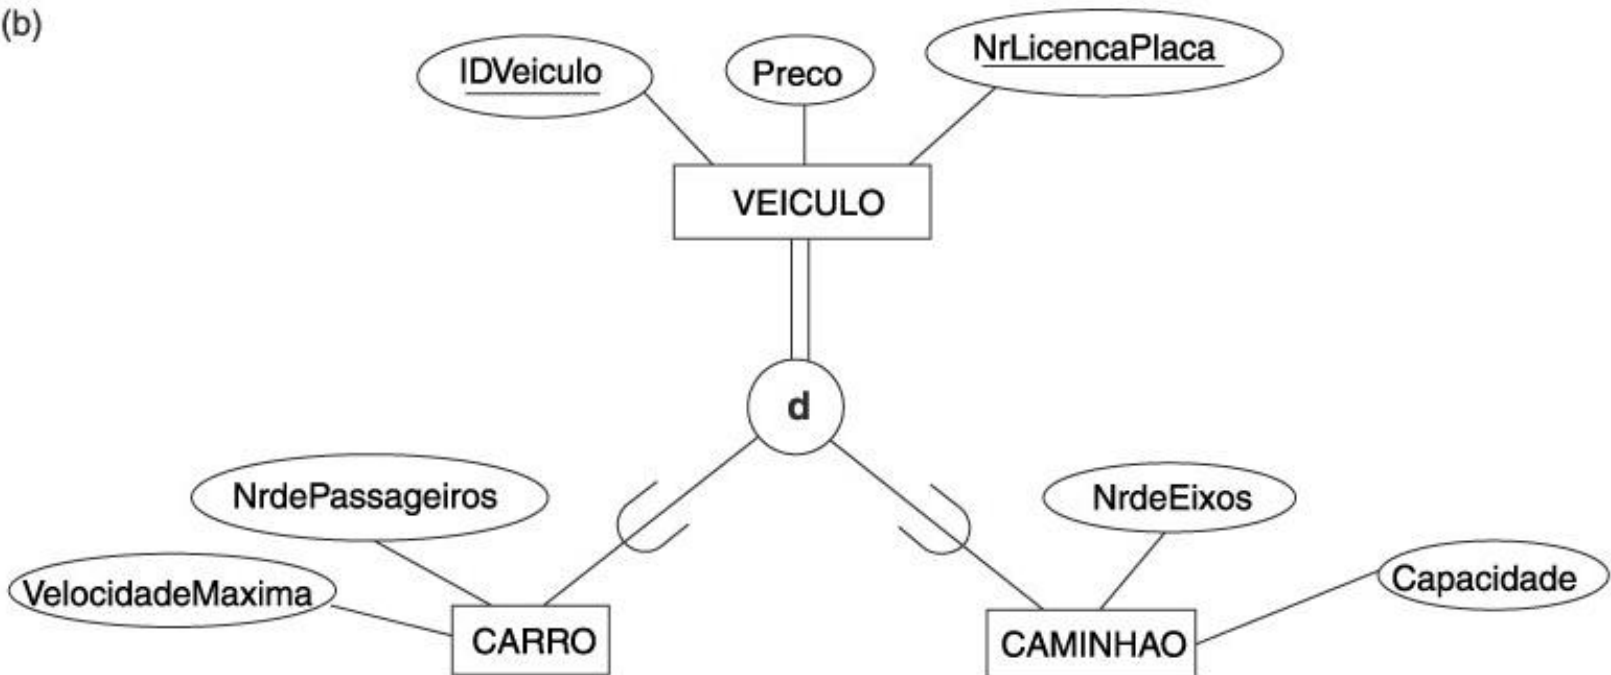 (b)
IDVeiculo
Preco
NrLicencaPlaca
VEICULO
d
NrdePassageiros
NrdeEixos
VelocidadeMaxima
Capacidade
CARRO
CAMINHAO